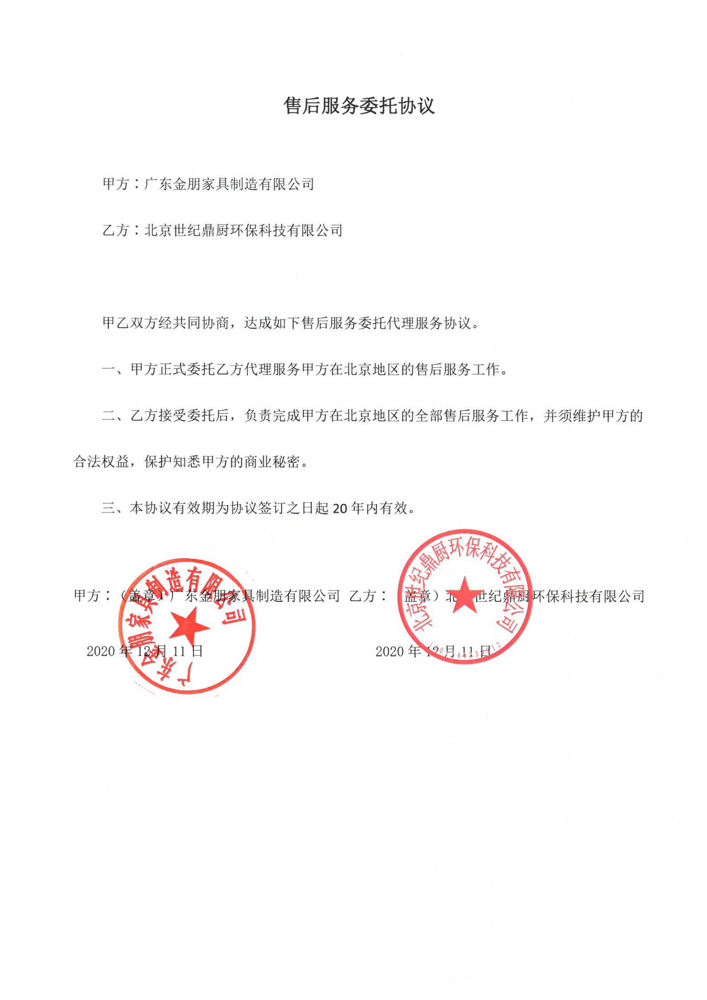 售后服务委托协议
甲方：广东金朋家具制造有限公司
乙方：北京世纪鼎厨环保科技有限公司
甲乙双方经共同协商，达成如下售后服务委托代理服务协议。
一、甲方正式委托乙方代理服务甲方在北京地区的售后服务工作。
二、乙方接受委托后，负责完成甲方在北京地区的全部售后服务工作，并须维护甲方的
合法权益，保护知悉甲方的商业秘密。
三、本协议有效期为协议签订之日起 20 年内有效。
甲方：（盖章）广东金朋家具制造有限公司 乙方：盖章）北 世纪鼎厨环保科技有限公司
2020 年 12 月 11 日 2020 年 12 月 11 日
广东金朋家具制造有限公司
北京世纪鼎厨环保科技有限公司